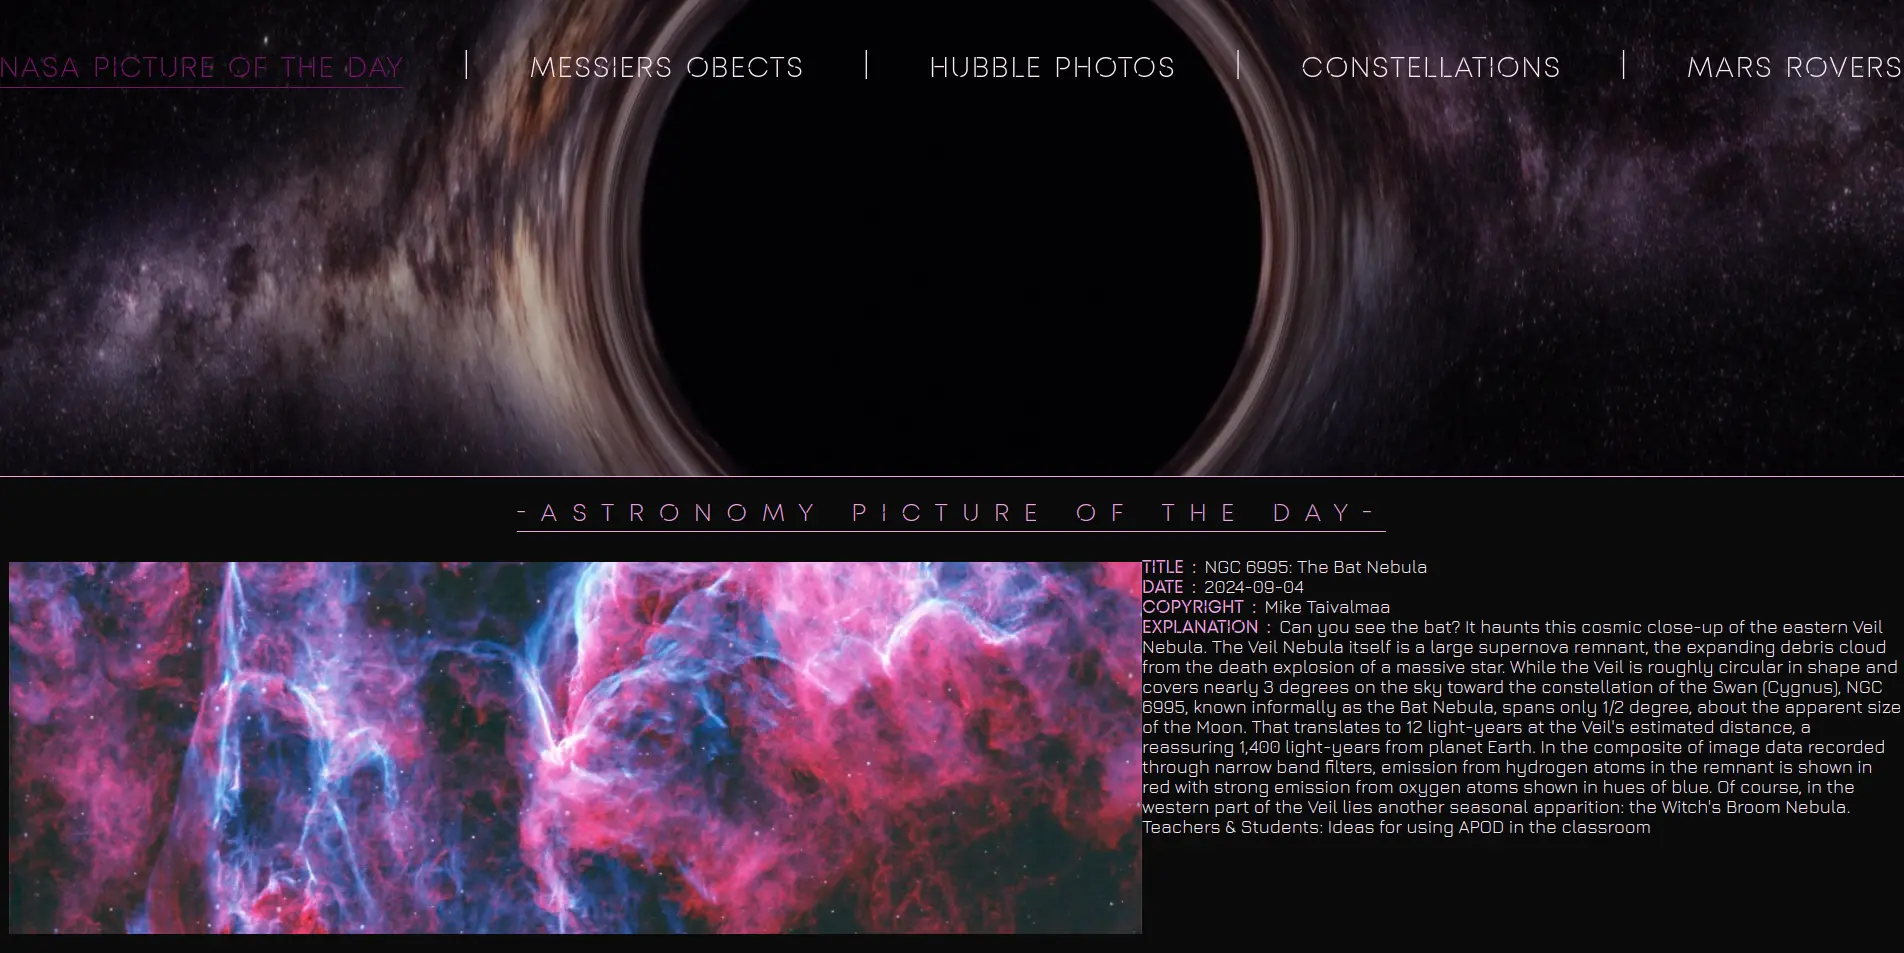 NASA PICTURE OF THE DAY | MESSIERS OBECTS | HUBBLE PHOTOS | CONSTELLATIONS | MARS ROVERS
-ASTRONOMY PICTURE OF THE DAY-
TITLE : NGC 6995: The Bat Nebula
DATE : 2024-09-04
COPYRIGHT : Mike Taivalmaa
EXPLANATION : Can you see the bat? It haunts this cosmic close-up of the eastern Veil
Nebula. The Veil Nebula itself is a large supernova remnant, the expanding debris cloud
from the death explosion of a massive star. While the Veil is roughly circular in shape and
covers nearly 3 degrees on the sky toward the constellation of the Swan (Cygnus), NGC
6995, known informally as the Bat Nebula, spans only 1/2 degree, about the apparent size
of the Moon. That translates to 12 light-years at the Veil's estimated distance, a
reassuring 1,400 light-years from planet Earth. In the composite of image data recorded
through narrow band filters, emission from hydrogen atoms in the remnant is shown in
red with strong emission from oxygen atoms shown in hues of blue. Of course, in the
western part of the Veil lies another seasonal apparition: the Witch's Broom Nebula.
Teachers & Students: Ideas for using APOD in the classroom